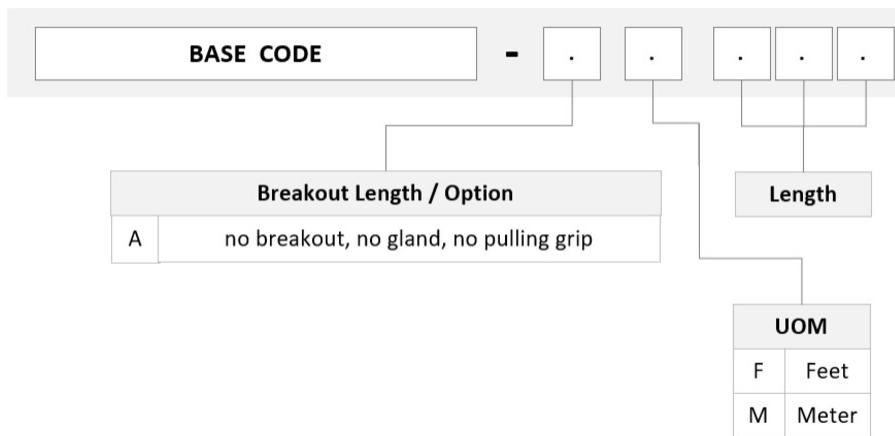 BASE CODE - . . . . .
Breakout Length / Option
A no breakout, no gland, no pulling grip
Length
UOM
F Feet
M Meter